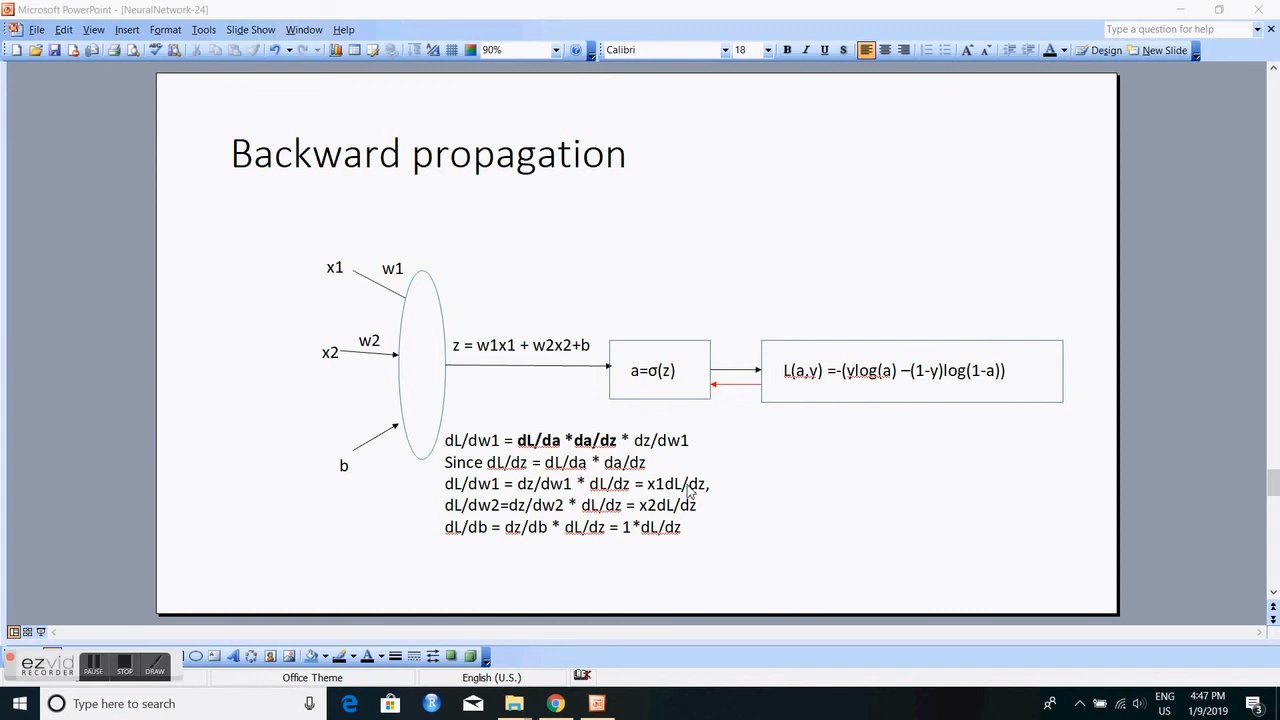 Microsoft PowerPoint - [NeuralNetwork-24]
File Edit View Insert Format Tools Slide Show Window Help
Type a question for help
90%
Calibri
18
B I U S
A
Design
New Slide
Backward propagation
x1
w1
w2
x2
z = w1x1 + w2x2+b
a=σ(z)
L(a,y) =-(ylog(a) –(1-y)log(1-a))
b
dL/dw1 = dL/da *da/dz * dz/dw1
Since dL/dz = dL/da * da/dz
dL/dw1 = dz/dw1 * dL/dz = x1dL/dz,
dL/dw2=dz/dw2 * dL/dz = x2dL/dz
dL/db = dz/db * dL/dz = 1*dL/dz
ezvid
RECORDER
PAUSE
STOP
DRAW
Office Theme
English (U.S.)
Type here to search
ENG
US
4:47 PM
1/9/2019
3